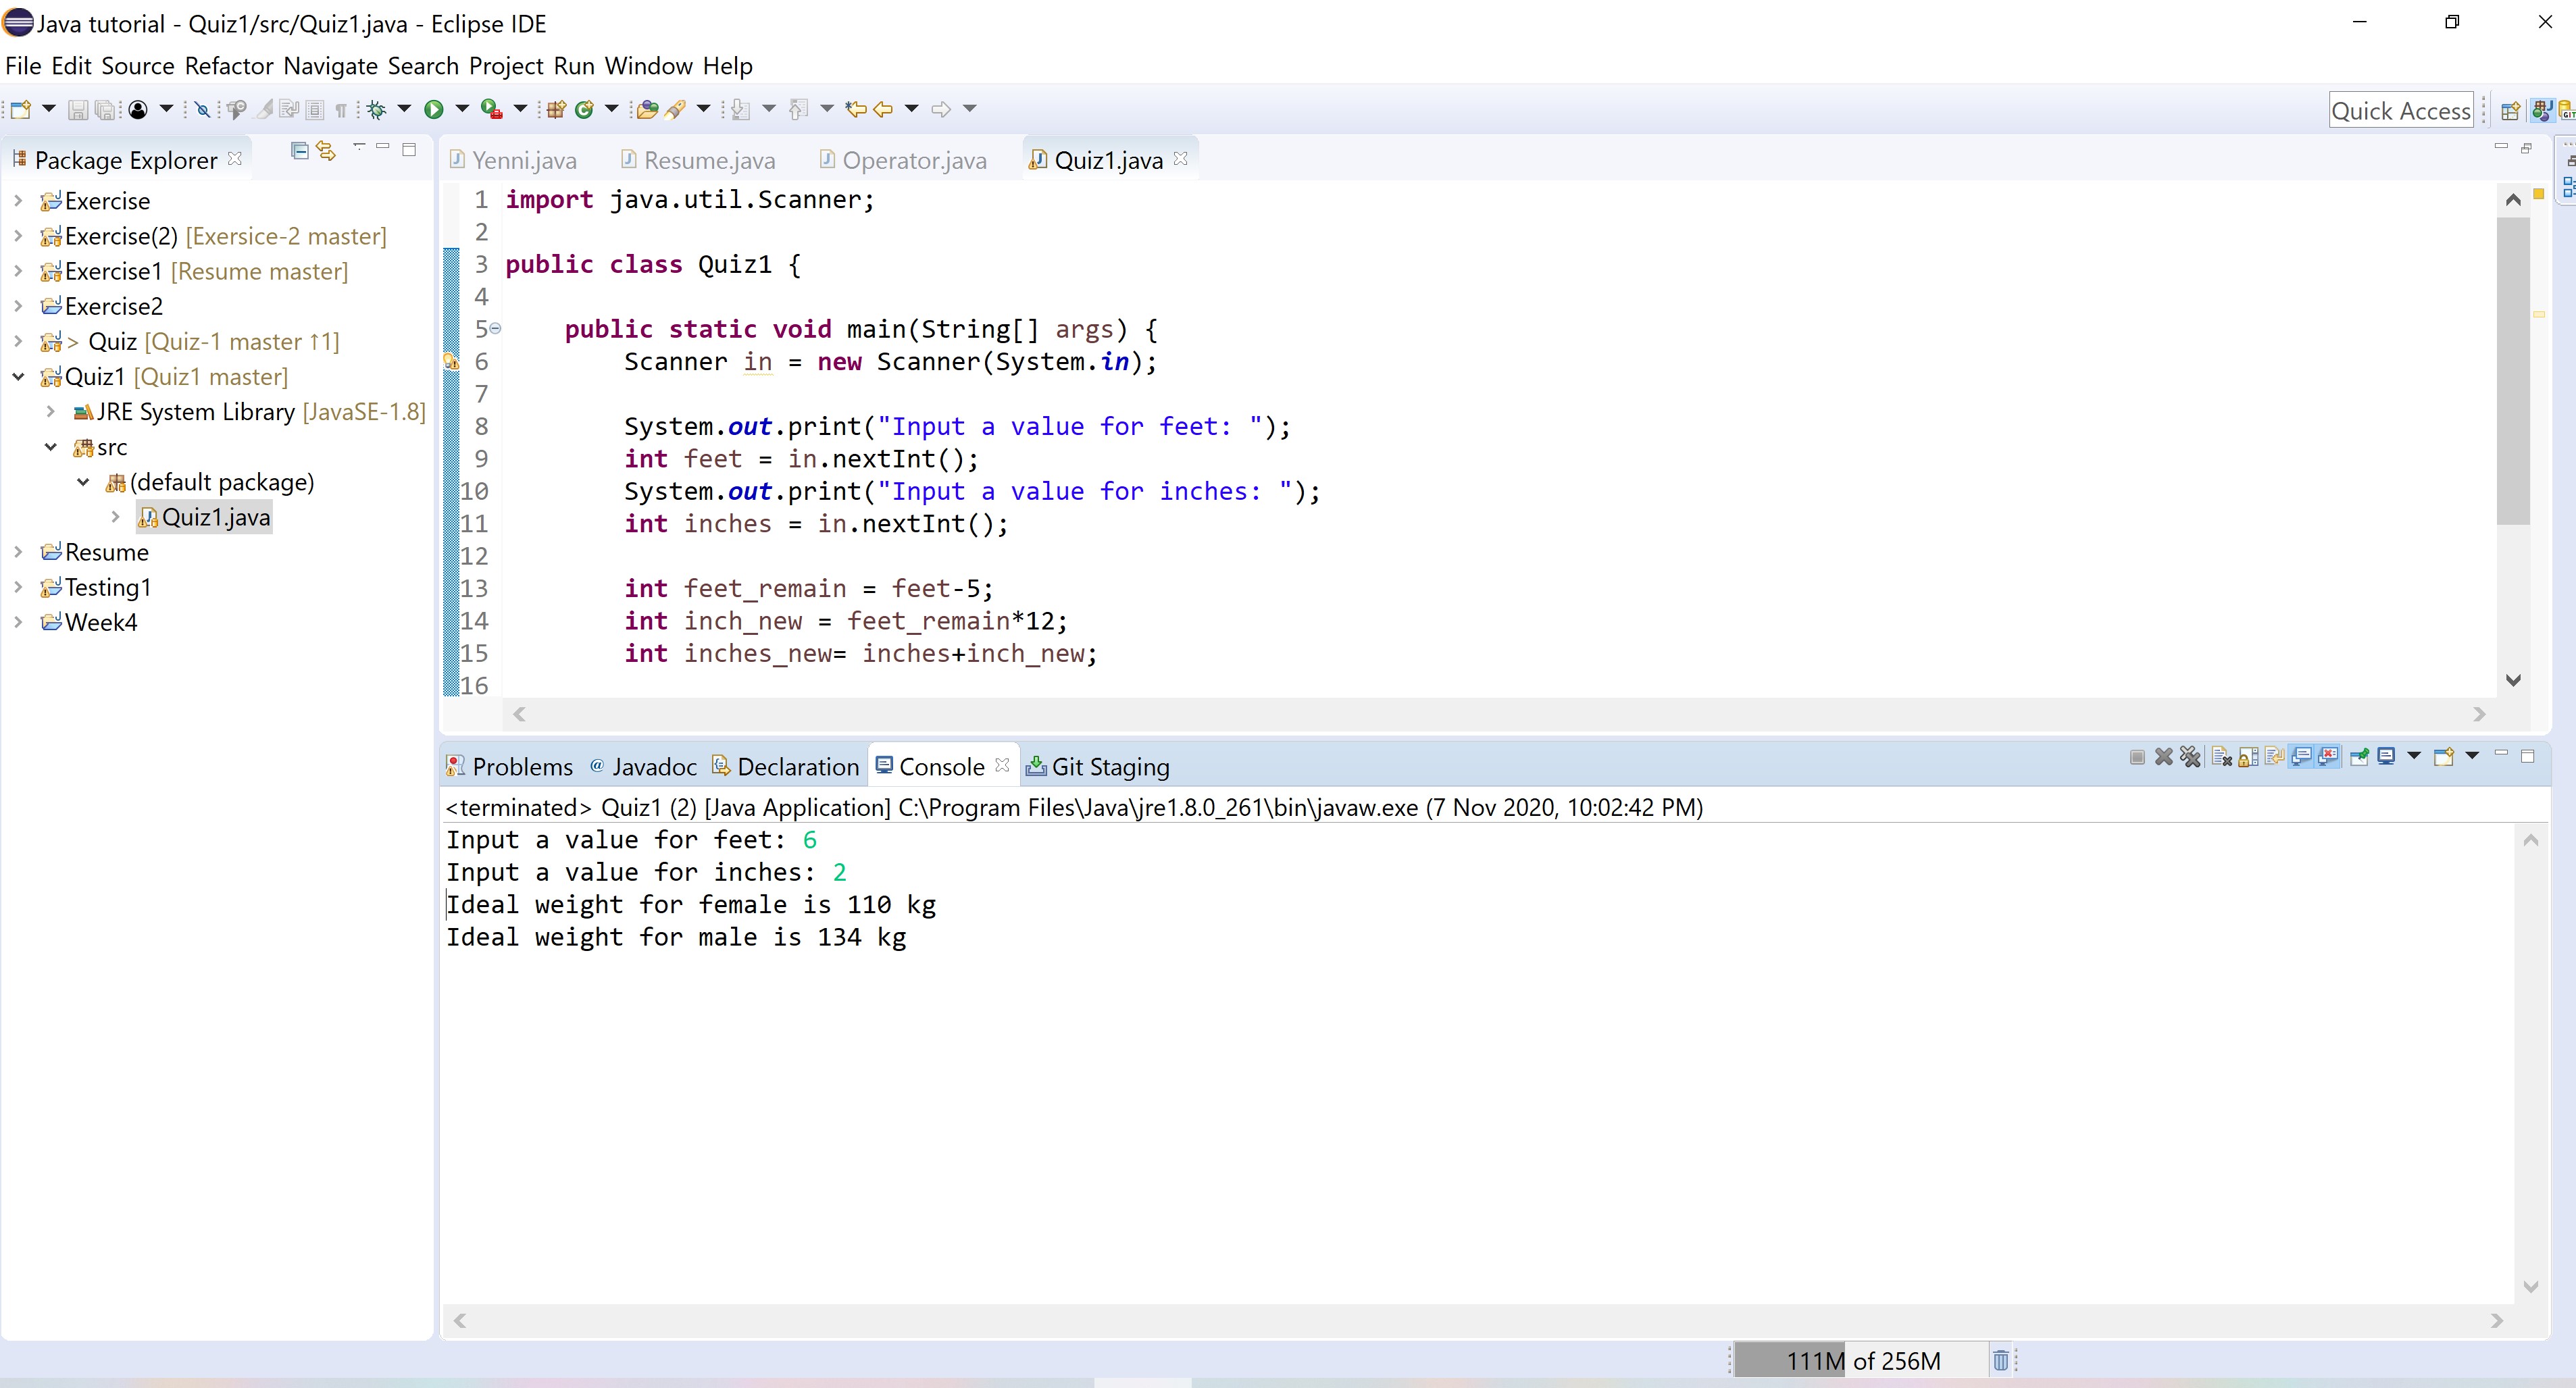 Java tutorial - Quiz1/src/Quiz1.java - Eclipse IDE
File Edit Source Refactor Navigate Search Project Run Window Help
Quick Access
Package Explorer
Exercise
Exercise(2) [Exersice-2 master]
Exercise1 [Resume master]
Exercise2
> Quiz [Quiz-1 master ↑1]
Quiz1 [Quiz1 master]
JRE System Library [JavaSE-1.8]
src
(default package)
Quiz1.java
Resume
Testing1
Week4
Yenni.java Resume.java Operator.java Quiz1.java
1 import java.util.Scanner;
2
3 public class Quiz1 {
4
5 public static void main(String[] args) {
6 Scanner in = new Scanner(System.in);
7
8 System.out.print("Input a value for feet: ");
9 int feet = in.nextInt();
10 System.out.print("Input a value for inches: ");
11 int inches = in.nextInt();
12
13 int feet_remain = feet-5;
14 int inch_new = feet_remain*12;
15 int inches_new= inches+inch_new;
16
Problems @ Javadoc Declaration Console Git Staging
<terminated> Quiz1 (2) [Java Application] C:\Program Files\Java\jre1.8.0_261\bin\javaw.exe (7 Nov 2020, 10:02:42 PM)
Input a value for feet: 6
Input a value for inches: 2
Ideal weight for female is 110 kg
Ideal weight for male is 134 kg
111M of 256M